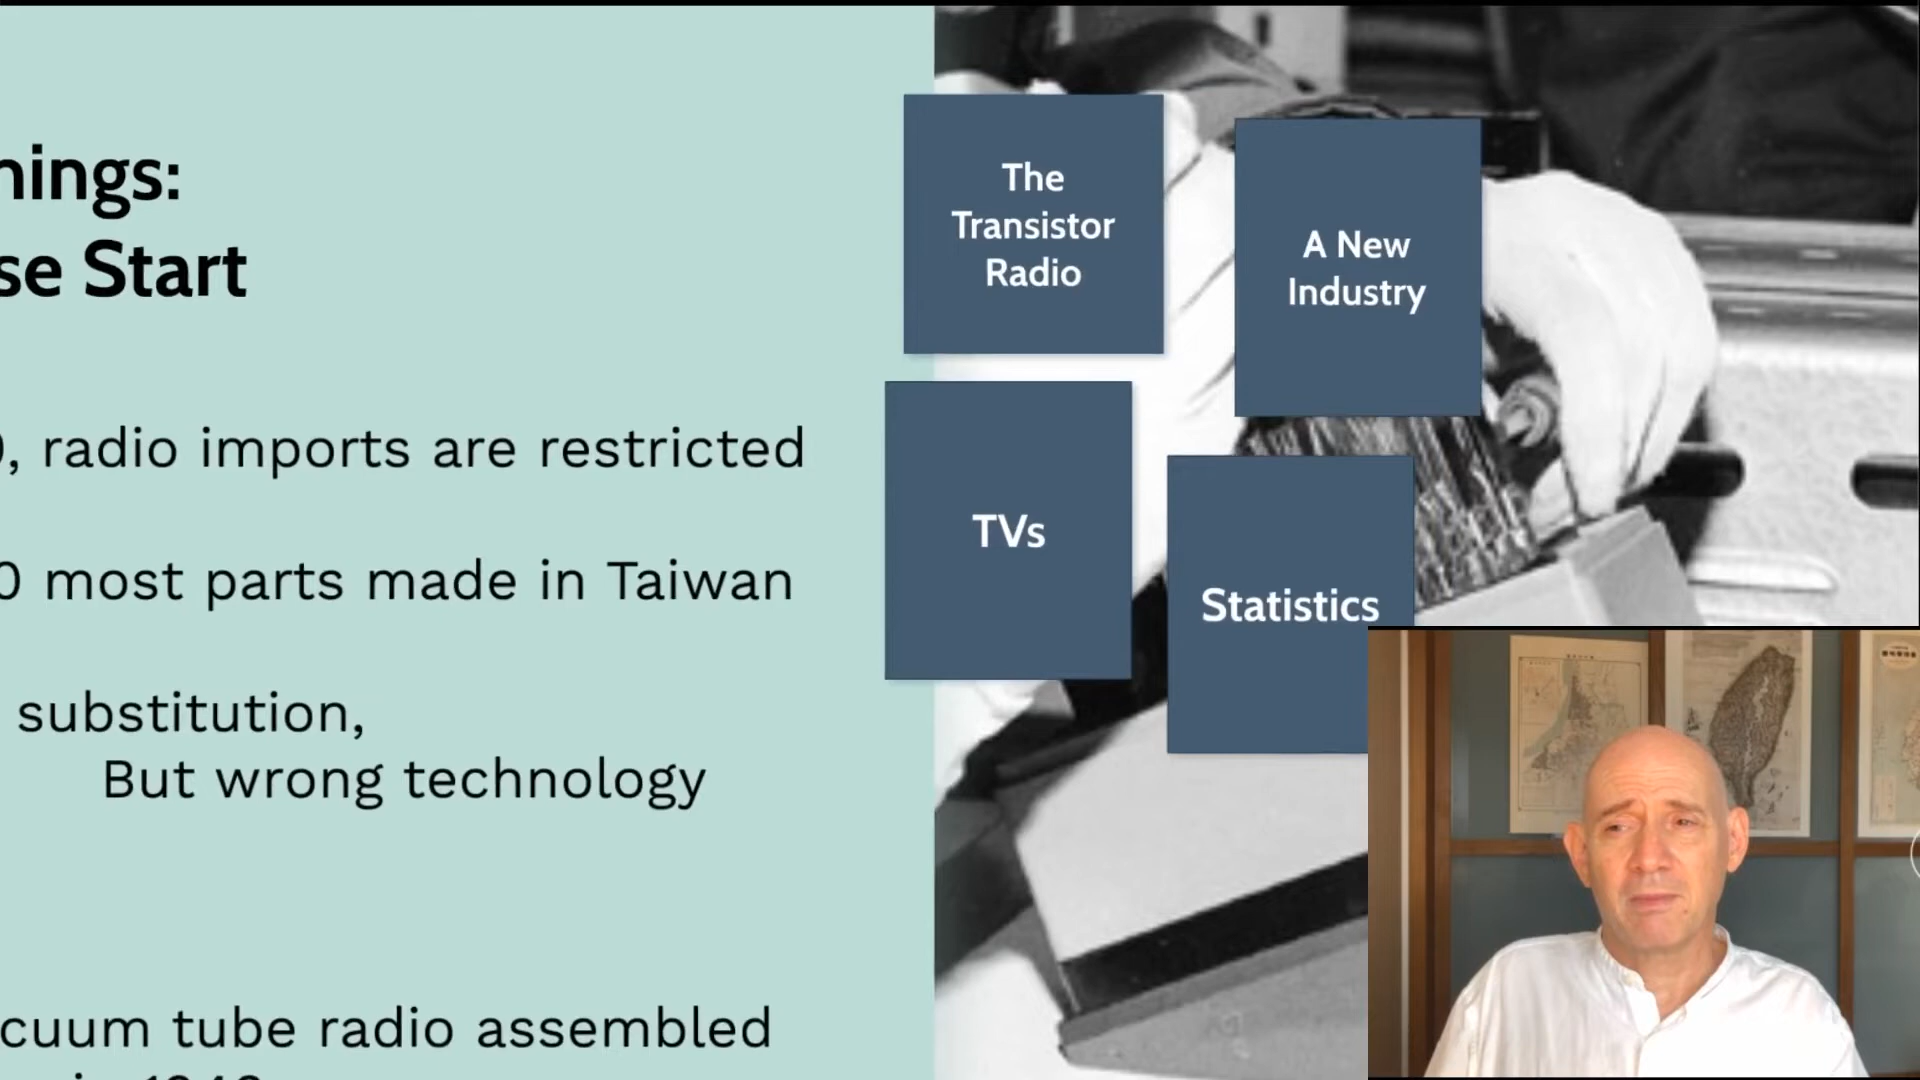 nings:
se Start
, radio imports are restricted
0 most parts made in Taiwan
substitution,
But wrong technology
cuum tube radio assembled
The
Transistor
Radio
A New
Industry
TVs
Statistics